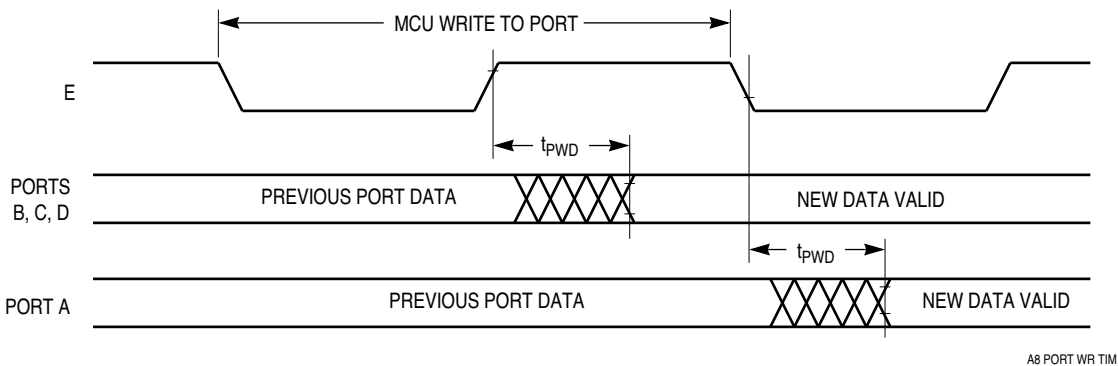 MCU WRITE TO PORT
E
tPWD
PORTS
B, C, D
PREVIOUS PORT DATA
NEW DATA VALID
tPWD
PORT A
PREVIOUS PORT DATA
NEW DATA VALID
A8 PORT WR TIM